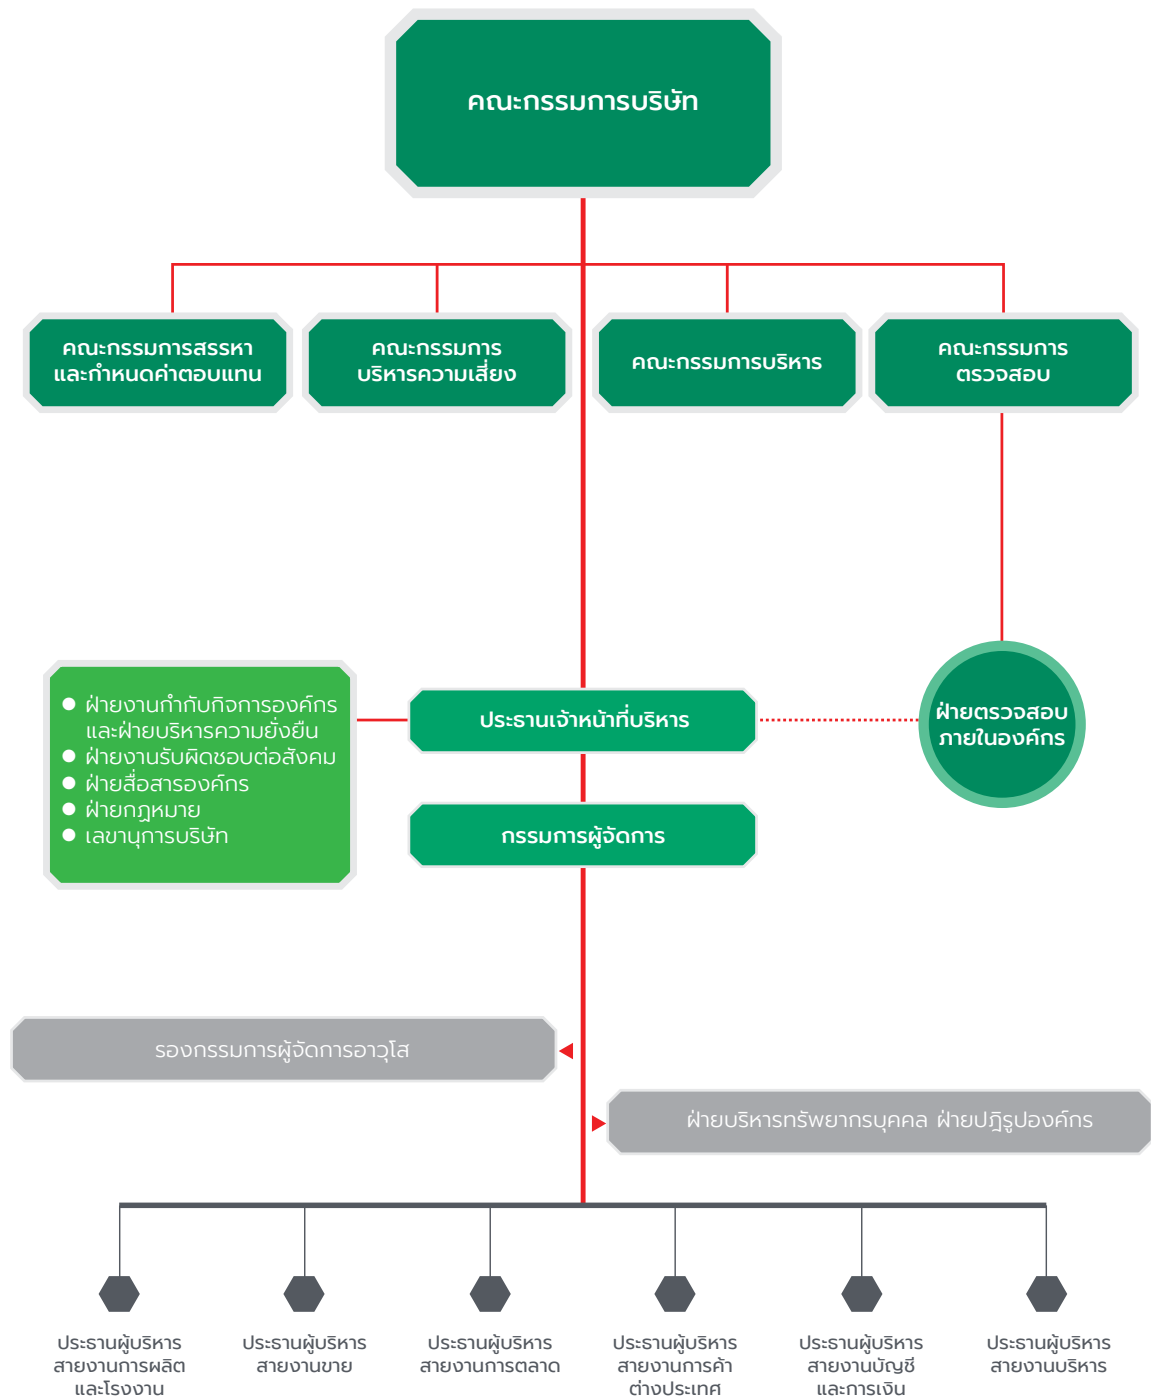 คณะกรรมการบริษัท
คณะกรรมการสรรหา
และกำหนดค่าตอบแทน
คณะกรรมการ
บริหารความเสี่ยง
คณะกรรมการบริหาร
คณะกรรมการ
ตรวจสอบ
ฝ่ายงานกำกับกิจการองค์กร
และฝ่ายบริหารความยั่งยืน
ฝ่ายงานรับผิดชอบต่อสังคม
ฝ่ายสื่อสารองค์กร
ฝ่ายกฎหมาย
เลขานุการบริษัท
ประธานเจ้าหน้าที่บริหาร
ฝ่ายตรวจสอบ
ภายในองค์กร
กรรมการผู้จัดการ
รองกรรมการผู้จัดการอาวุโส
ฝ่ายบริหารทรัพยากรบุคคล ฝ่ายปฎิรูปองค์กร
ประธานผู้บริหาร
สายงานการผลิต
และโรงงาน
ประธานผู้บริหาร
สายงานขาย
ประธานผู้บริหาร
สายงานการตลาด
ประธานผู้บริหาร
สายงานการค้า
ต่างประเทศ
ประธานผู้บริหาร
สายงานบัญชี
และการเงิน
ประธานผู้บริหาร
สายงานบริหาร